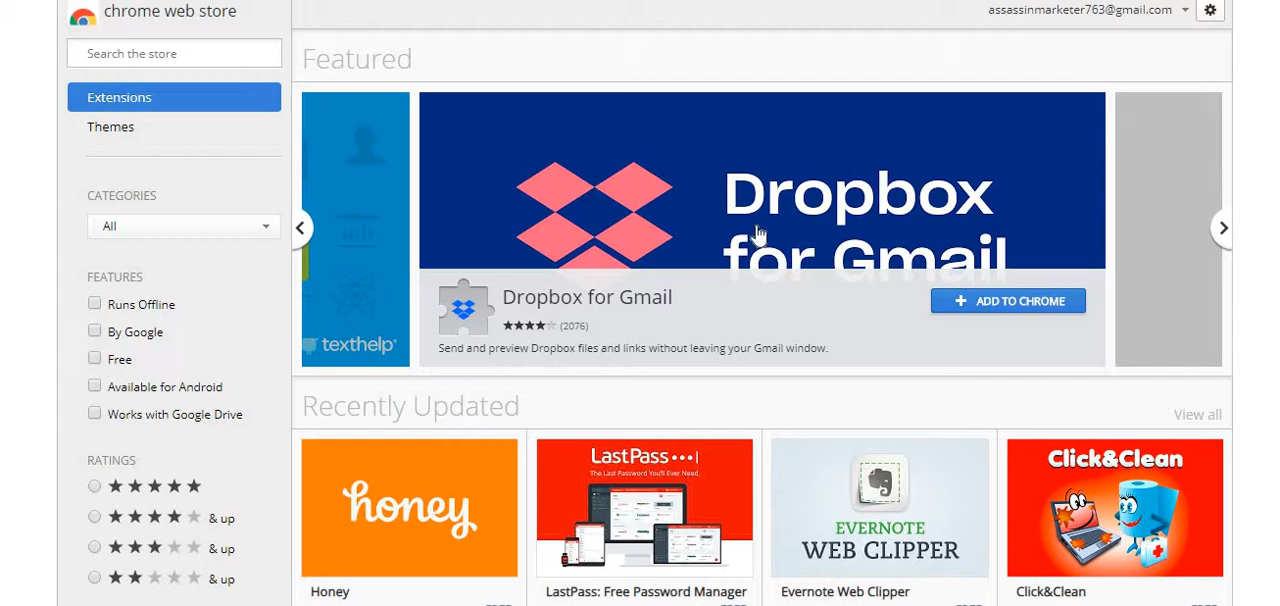 chrome web store
assassinmarketer763@gmail.com
Search the store
Extensions
Themes
CATEGORIES
All
FEATURES
Runs Offline
By Google
Free
Available for Android
Works with Google Drive
RATINGS
& up
& up
& up
Featured
texthelp
Dropbox
for Gmail
Dropbox for Gmail
(2076)
ADD TO CHROME
Send and preview Dropbox files and links without leaving your Gmail window.
Recently Updated
View all
honey
Honey
LastPass
The Last Password You'll Ever Need.
LastPass: Free Password Manager
EVERNOTE
WEB CLIPPER
Evernote Web Clipper
Click&Clean
Click&Clean